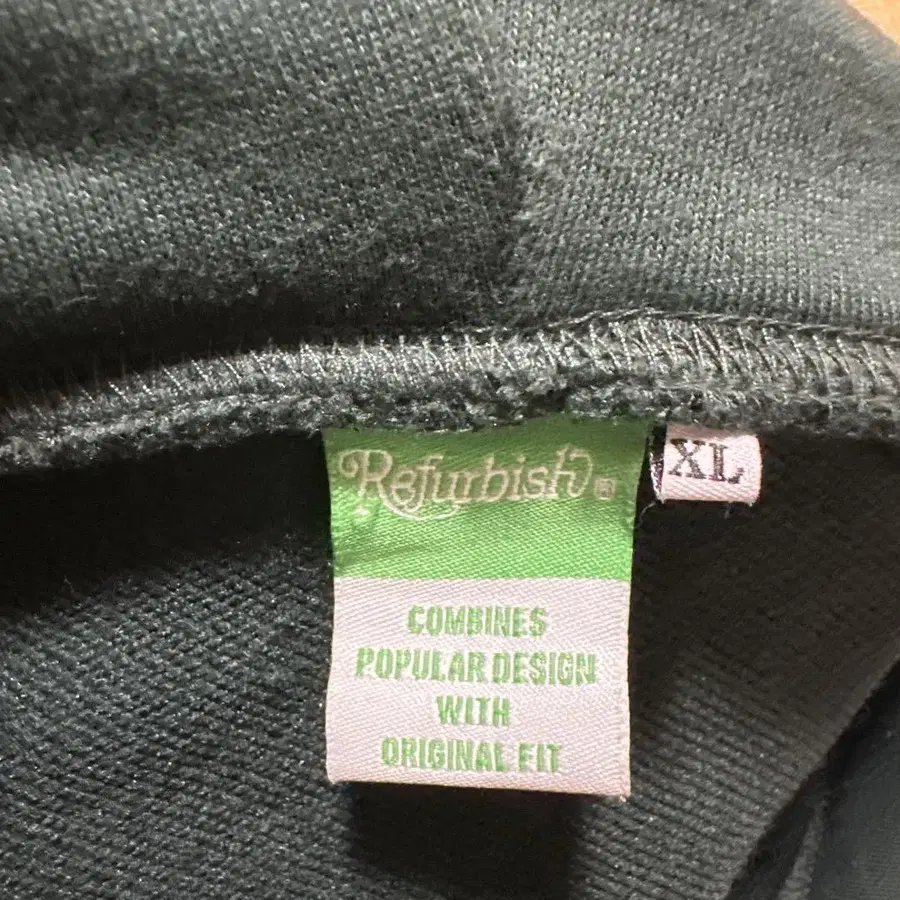 Refurbish
XL
COMBINES
POPULAR DESIGN
WITH
ORIGINAL FIT